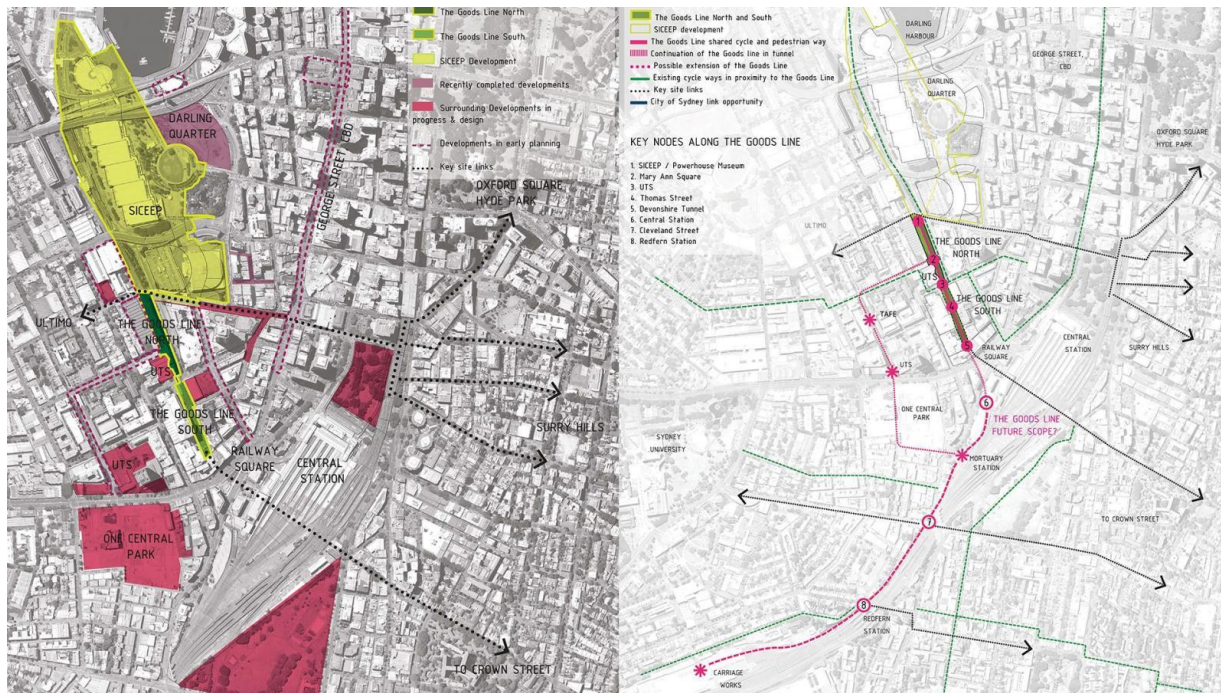 The Goods Line North
The Goods Line South
SICEEP Development
Recently completed developments
Surrounding Developments in
progress & design
Developments in early planning
Key site links
DARLING
QUARTER
SICEEP
GEORGE STREET, CBD
OXFORD SQUARE
HYDE PARK
ULTIMO
THE GOODS LINE
NORTH
UTS
THE GOODS LINE
SOUTH
RAILWAY
SQUARE
CENTRAL
STATION
SURRY HILLS
UTS
ONE CENTRAL
PARK
TO CROWN STREET
The Goods Line North and South
SICEEP development
The Goods Line shared cycle and pedestrian way
Continuation of the Goods line in tunnel
Possible extension of the Goods Line
Existing cycle ways in proximity to the Goods Line
Key site links
City of Sydney link opportunity
KEY NODES ALONG THE GOODS LINE
1. SICEEP / Powerhouse Museum
2. Mary Ann Square
3. UTS
4. Thomas Street
5. Devonshire Tunnel
6. Central Station
7. Cleveland Street
8. Redfern Station
DARLING
HARBOUR
GEORGE STREET,
CBD
DARLING
QUARTER
OXFORD SQUARE
HYDE PARK
ULTIMO
1
THE GOODS LINE
NORTH
2
UTS
3
THE GOODS LINE
SOUTH
4
TAFE
5
RAILWAY
SQUARE
CENTRAL
STATION
SURRY HILLS
UTS
6
ONE CENTRAL
PARK
THE GOODS LINE
FUTURE SCOPE?
SYDNEY
UNIVERSITY
MORTUARY
STATION
7
TO CROWN STREET
8
REDFERN
STATION
CARRIAGE
WORKS